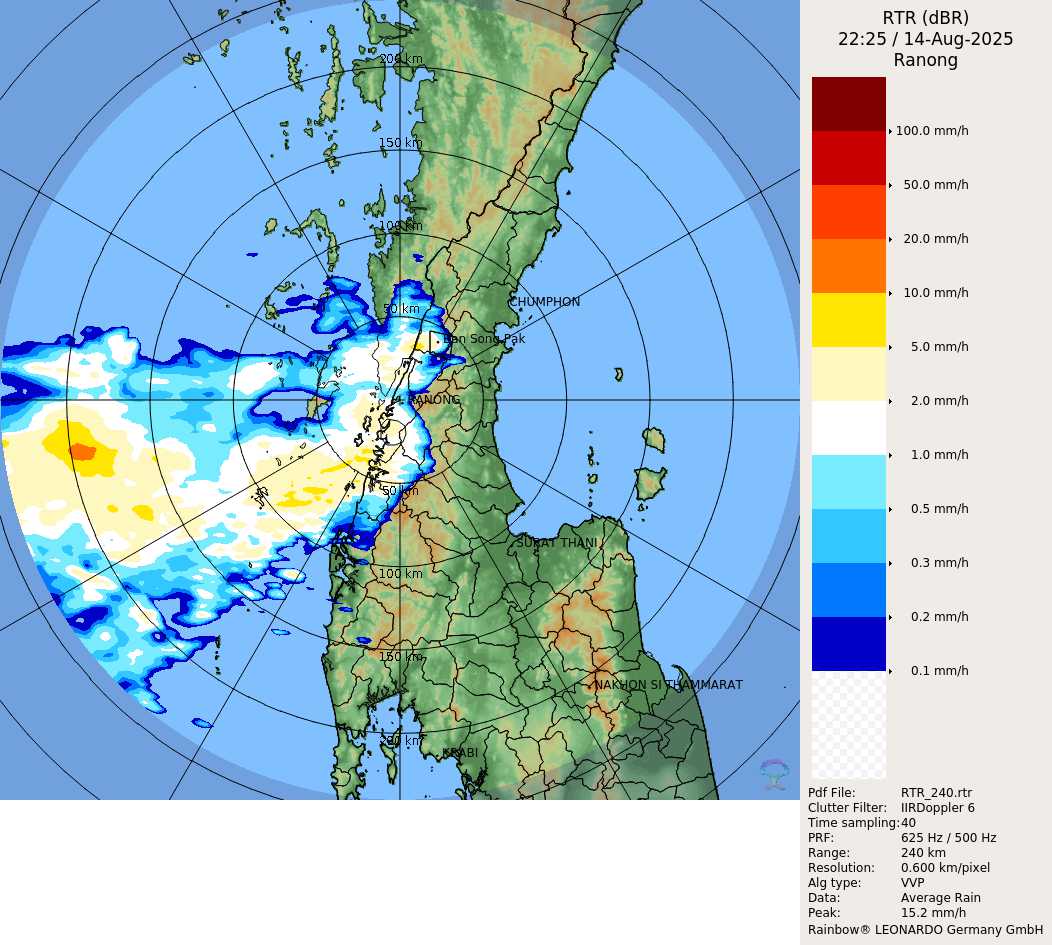 RTR (dBR)
22:25 / 14-Aug-2025
Ranong
100.0 mm/h
50.0 mm/h
20.0 mm/h
10.0 mm/h
5.0 mm/h
2.0 mm/h
1.0 mm/h
0.5 mm/h
0.3 mm/h
0.2 mm/h
0.1 mm/h
200 km
150 km
100 km
CHUMPHON
50 km
Ban Song Pak
RANONG
50 km
SURAT THANI
100 km
150 km
NAKHON SI THAMMARAT
200 km
KRABI
Pdf File: RTR_240.rtr
Clutter Filter: IIRDoppler 6
Time sampling:40
PRF: 625 Hz / 500 Hz
Range: 240 km
Resolution: 0.600 km/pixel
Alg type: VVP
Data: Average Rain
Peak: 15.2 mm/h
Rainbow® LEONARDO Germany GmbH